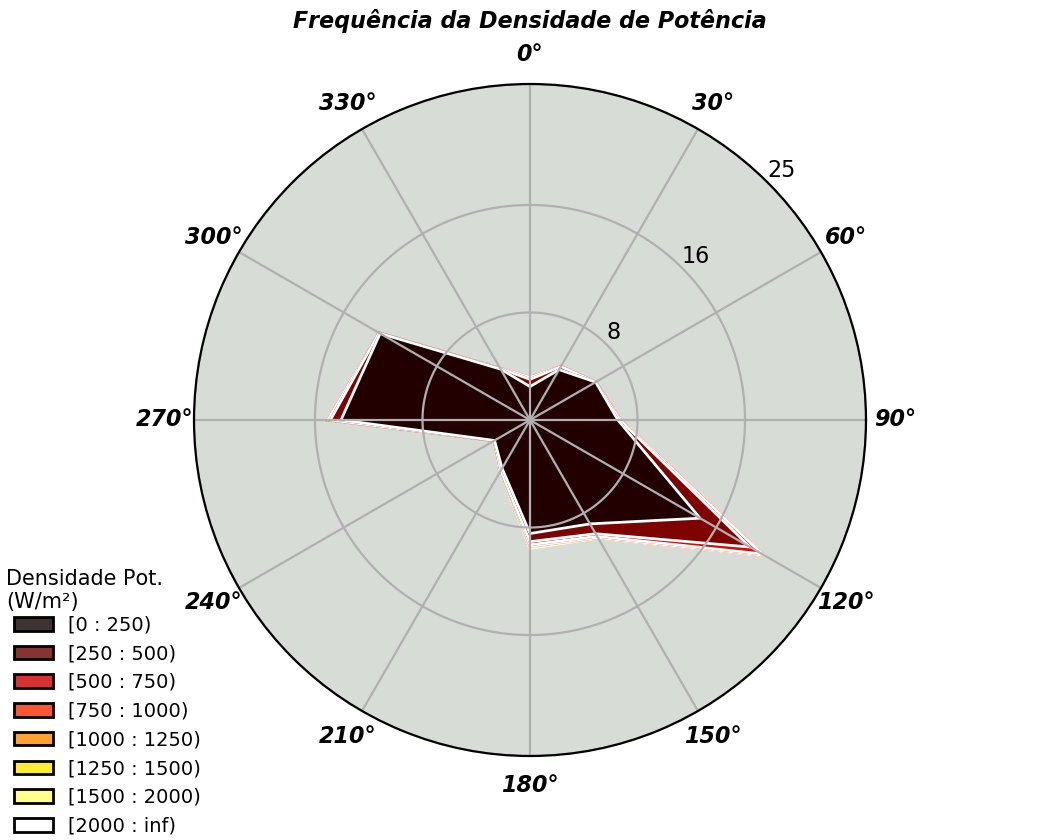 Frequência da Densidade de Potência
0°
330°
30°
25
300°
60°
16
8
270°
90°
240°
120°
210°
150°
180°
Densidade Pot.
(W/m²)
[0 : 250)
[250 : 500)
[500 : 750)
[750 : 1000)
[1000 : 1250)
[1250 : 1500)
[1500 : 2000)
[2000 : inf)